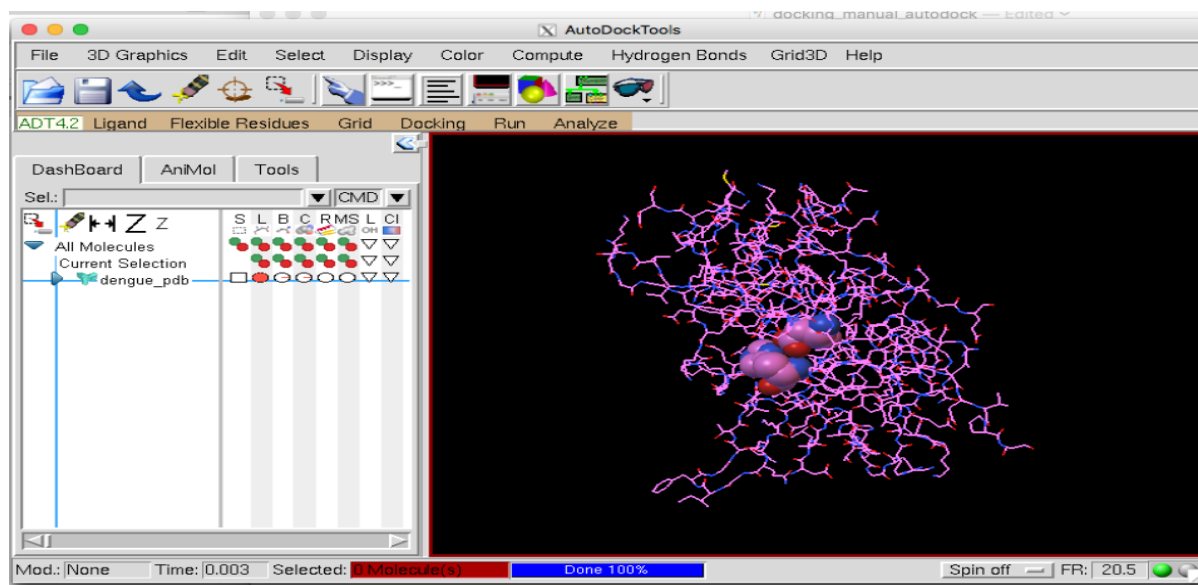 docking_manual_autodock — Edited
AutoDockTools
File 3D Graphics Edit Select Display Color Compute Hydrogen Bonds Grid3D Help
>>>_
ADT4.2 Ligand Flexible Residues Grid Docking Run Analyze
DashBoard AniMol Tools
Sel.: CMD
Z Z S L B C R MS L Cl
OH
All Molecules
Current Selection
dengue_pdb
Mod.: None Time: 0.003 Selected: 0 Molecule(s) Done 100% Spin off FR: 20.5